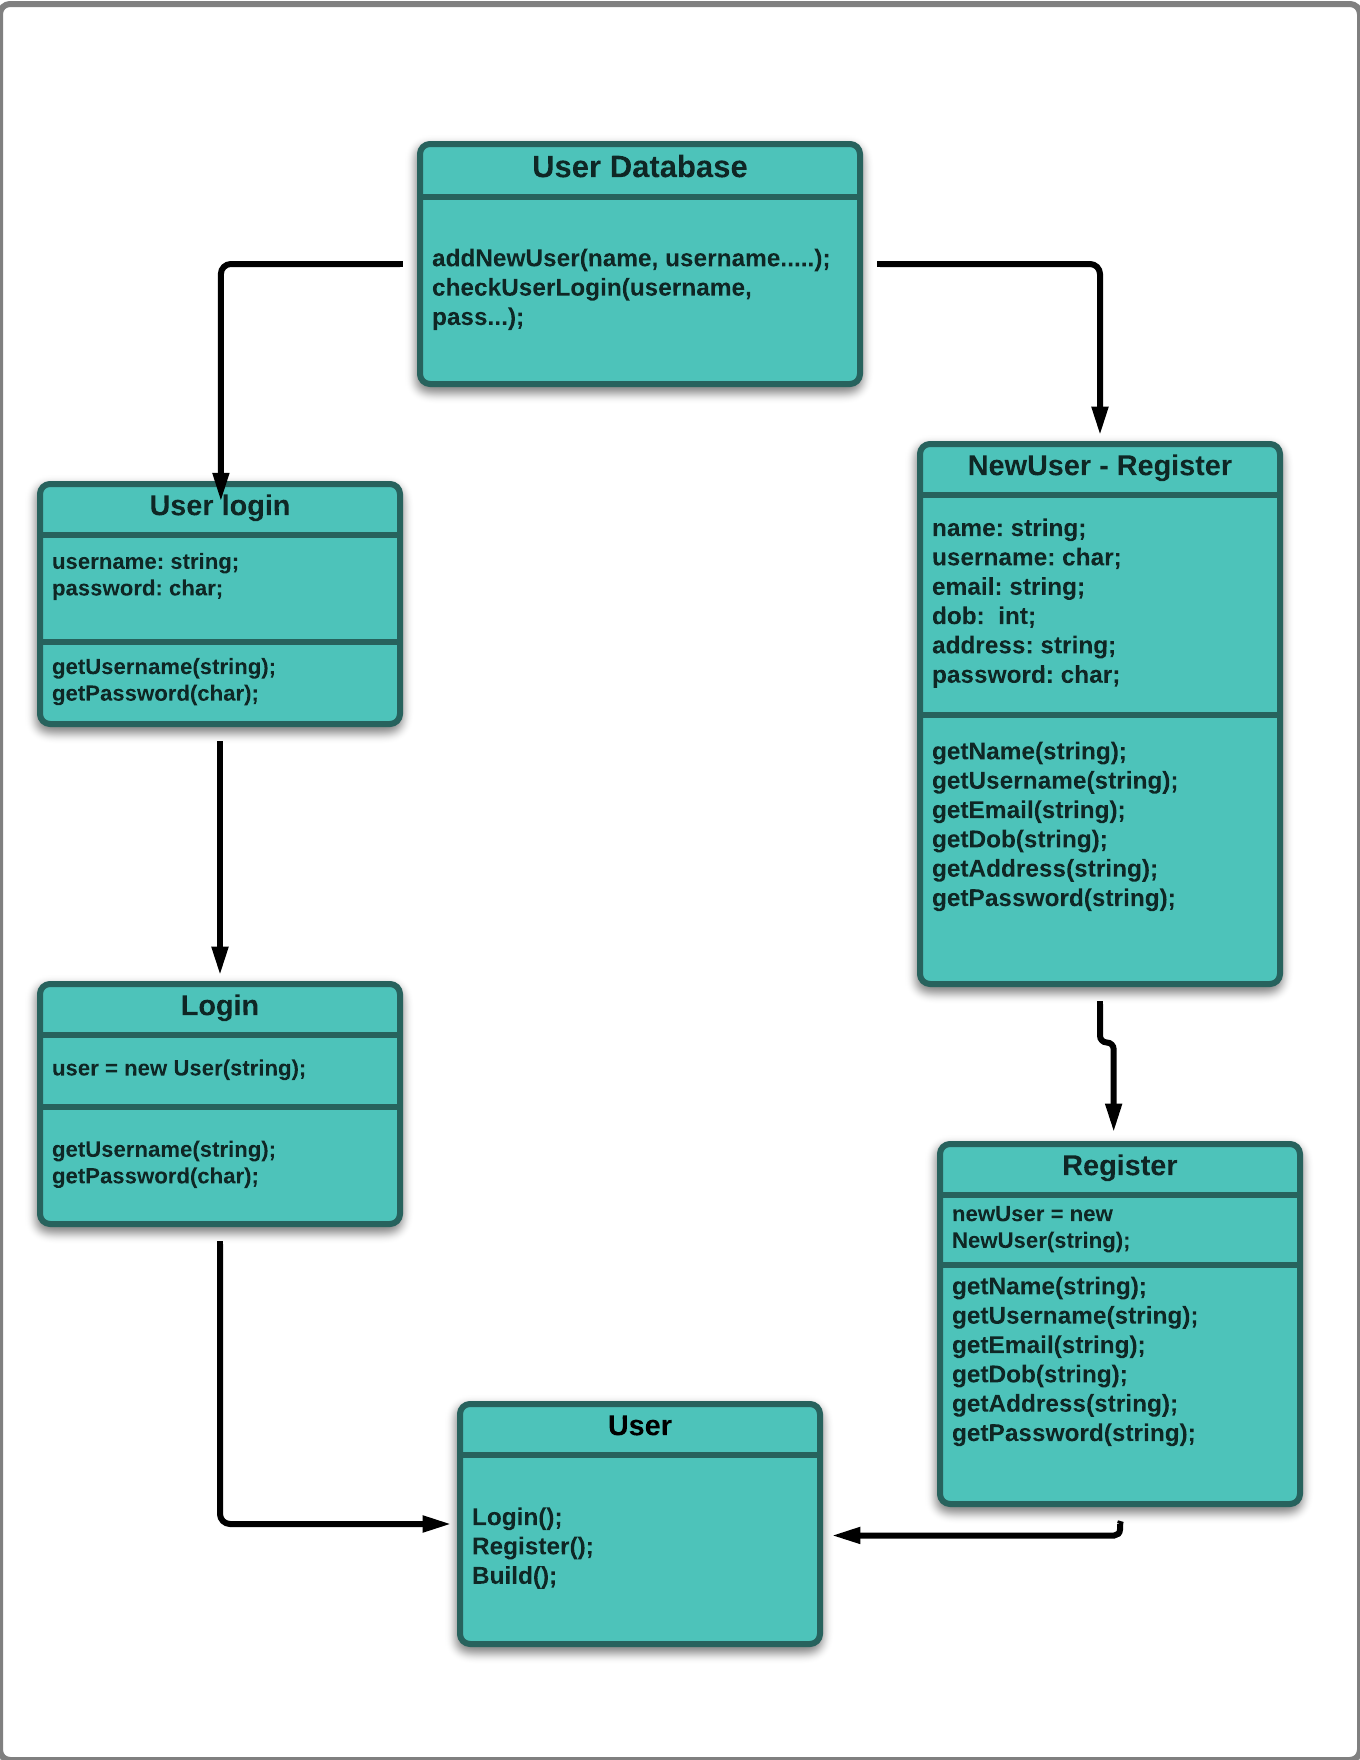 User Database
addNewUser(name, username.....);
checkUserLogin(username,
pass...);
User login
username: string;
password: char;
getUsername(string);
getPassword(char);
NewUser - Register
name: string;
username: char;
email: string;
dob:  int;
address: string;
password: char;
getName(string);
getUsername(string);
getEmail(string);
getDob(string);
getAddress(string);
getPassword(string);
Login
user = new User(string);
getUsername(string);
getPassword(char);
Register
newUser = new
NewUser(string);
getName(string);
getUsername(string);
getEmail(string);
getDob(string);
getAddress(string);
getPassword(string);
User
Login();
Register();
Build();